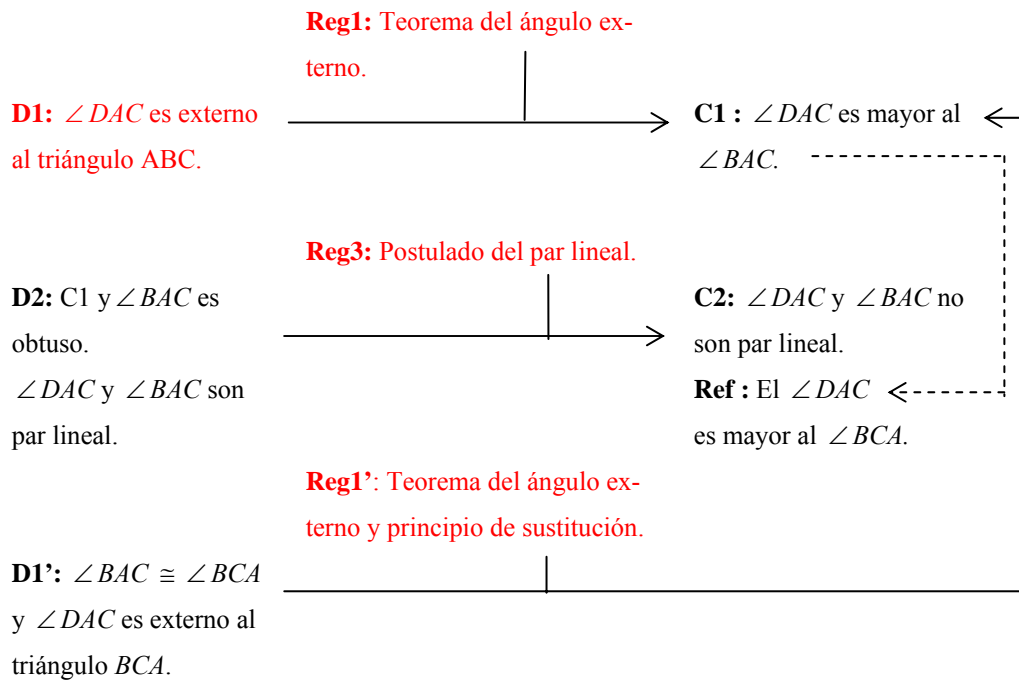 Reg1: Teorema del ángulo ex-
terno.
D1: ∠DAC es externo
al triángulo ABC.
C1 : ∠DAC es mayor al
∠BAC.
Reg3: Postulado del par lineal.
D2: C1 y ∠BAC es
obtuso.
∠DAC y ∠BAC son
par lineal.
C2: ∠DAC y ∠BAC no
son par lineal.
Ref : El ∠DAC
es mayor al ∠BCA.
Reg1’: Teorema del ángulo ex-
terno y principio de sustitución.
D1’: ∠BAC ≅ ∠BCA
y ∠DAC es externo al
triángulo BCA.